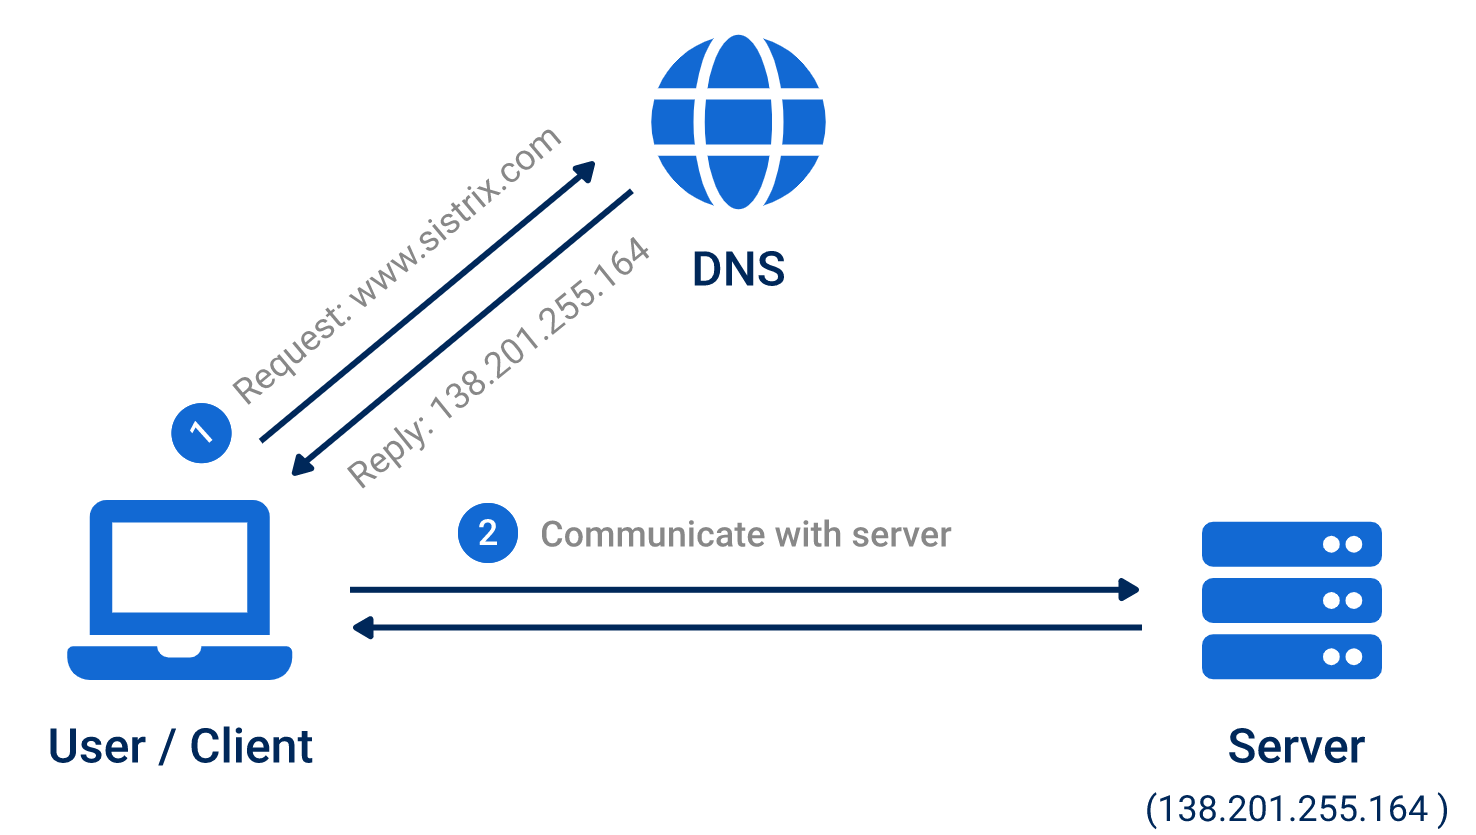 DNS
Request: www.sistrix.com
Reply: 138.201.255.164
1
2
Communicate with server
User / Client
Server
(138.201.255.164 )